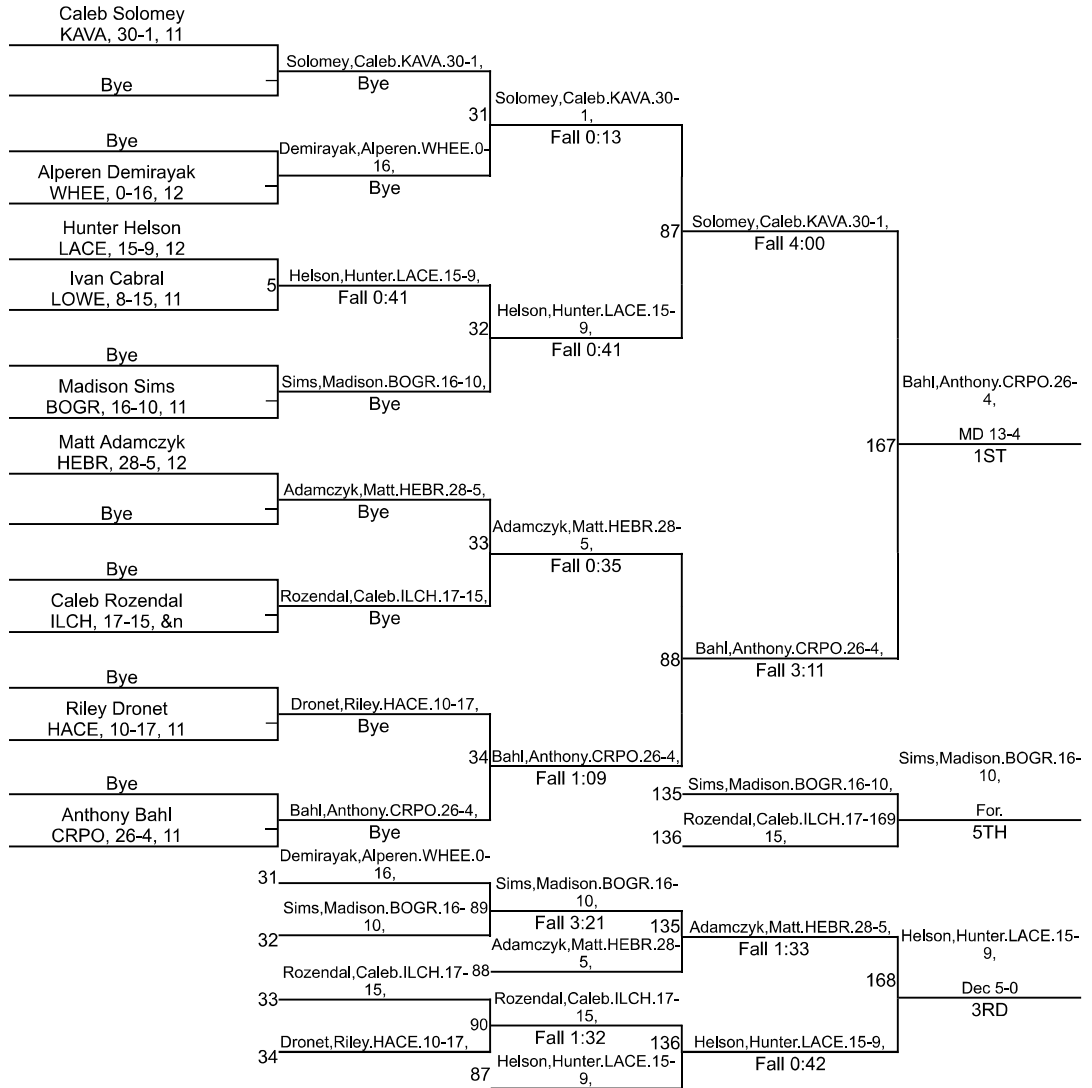 Caleb Solomey
KAVA, 30-1, 11
Bye
Bye
Alperen Demirayak
WHEE, 0-16, 12
Hunter Helson
LACE, 15-9, 12
Ivan Cabral
LOWE, 8-15, 11
5
Bye
Madison Sims
BOGR, 16-10, 11
Matt Adamczyk
HEBR, 28-5, 12
Bye
Bye
Caleb Rozendal
ILCH, 17-15, &n
Bye
Riley Dronet
HACE, 10-17, 11
Bye
Anthony Bahl
CRPO, 26-4, 11
Solomey,Caleb.KAVA.30-1,
Bye
31
Demirayak,Alperen.WHEE.0-
16,
Bye
Helson,Hunter.LACE.15-9,
Fall 0:41
32
Sims,Madison.BOGR.16-10,
Bye
Adamczyk,Matt.HEBR.28-5,
Bye
33
Rozendal,Caleb.ILCH.17-15,
Bye
Dronet,Riley.HACE.10-17,
Bye
34
Bahl,Anthony.CRPO.26-4,
Bye
Solomey,Caleb.KAVA.30-
1,
Fall 0:13
87
Helson,Hunter.LACE.15-
9,
Fall 0:41
Adamczyk,Matt.HEBR.28-
5,
Fall 0:35
88
Bahl,Anthony.CRPO.26-4,
Fall 1:09
Solomey,Caleb.KAVA.30-1,
Fall 4:00
167
Bahl,Anthony.CRPO.26-4,
Fall 3:11
Bahl,Anthony.CRPO.26-
4,
MD 13-4
1ST
135
Sims,Madison.BOGR.16-10,
136
Rozendal,Caleb.ILCH.17-
15,
169
Sims,Madison.BOGR.16-
10,
For.
5TH
31
Demirayak,Alperen.WHEE.0-
16,
32
Sims,Madison.BOGR.16-
10,
89
33
Rozendal,Caleb.ILCH.17-
15,
34
Dronet,Riley.HACE.10-17,
90
Sims,Madison.BOGR.16-
10,
Fall 3:21
88
Adamczyk,Matt.HEBR.28-
5,
135
Rozendal,Caleb.ILCH.17-
15,
Fall 1:32
87
Helson,Hunter.LACE.15-
9,
136
Adamczyk,Matt.HEBR.28-5,
Fall 1:33
168
Helson,Hunter.LACE.15-9,
Fall 0:42
Helson,Hunter.LACE.15-
9,
Dec 5-0
3RD